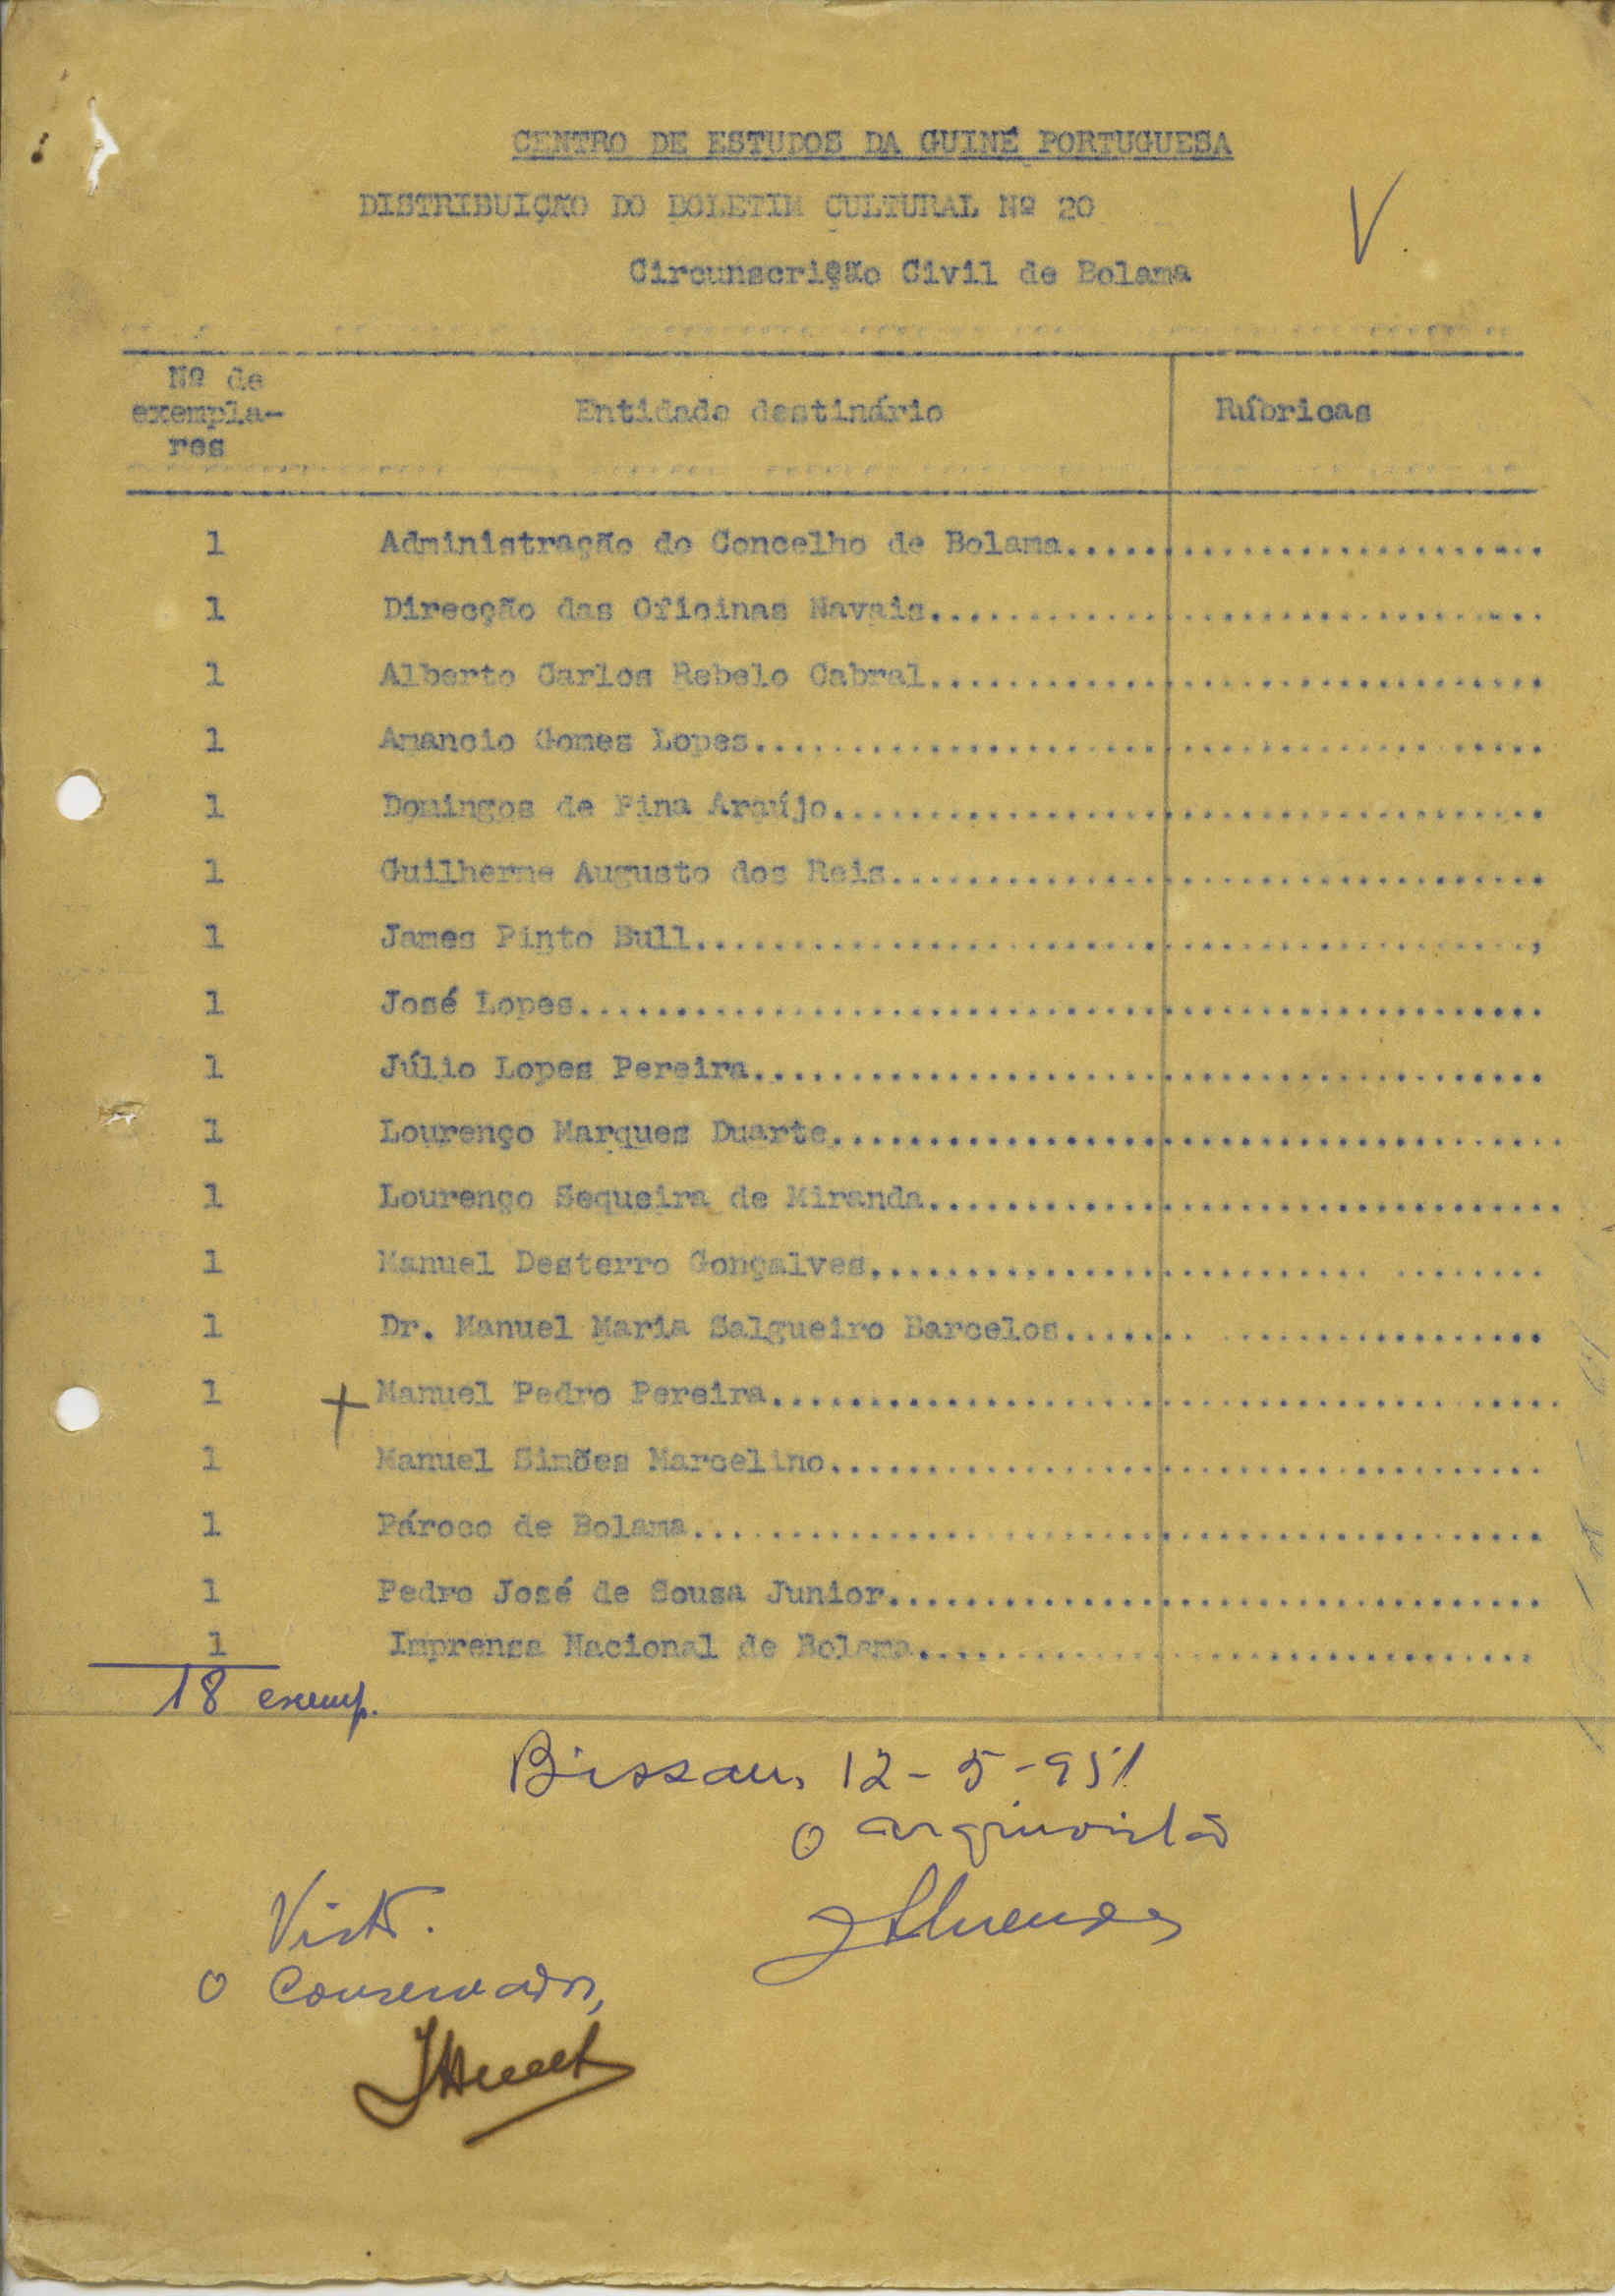 CENTRO DE ESTUDOS DA GUINÉ PORTUGUESA
DISTRIBUIÇÃO DO BOLETIM CULTURAL Nº 20
V
Circunscrição Civil de Bolama
Nº de exempla-res Entidade destinário Rúbricas
1 Administração do Concelho de Bolama
1 Direcção das Oficinas Navais
1 Alberto Carlos Rebelo Cabral
1 Amancio Gomes Lopes
1 Domingos de Pina Araújo
1 Guilherme Augusto dos Reis
1 James Pinto Bull
1 José Lopes
1 Júlio Lopes Pereira
1 Lourenço Marques Duarte
1 Lourenço Sequeira de Miranda
1 Manuel Desterro Gonçalves
1 Dr. Manuel Maria Salgueiro Barcelos
1 + Manuel Pedro Pereira
1 Manuel Simões Marcelino
1 Pároco de Bolama
1 Pedro José de Sousa Junior
1 Imprensa Nacional de Bolama
18 exemp.
Bissau, 12-5-951
O arquivista
Visto.
O Conservador,